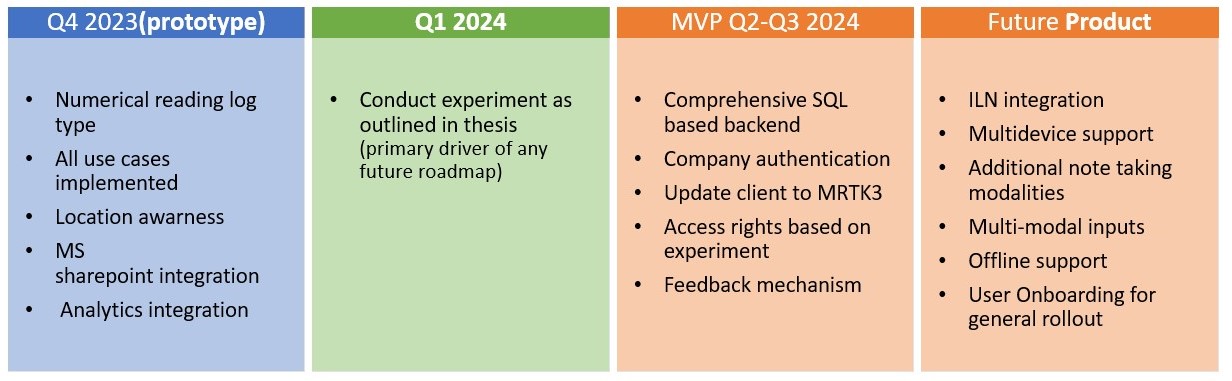 Q4 2023(prototype)
• Numerical reading log
type
• All use cases
implemented
• Location awarness
• MS
sharepoint integration
• Analytics integration
Q1 2024
• Conduct experiment as
outlined in thesis
(primary driver of any
future roadmap)
MVP Q2-Q3 2024
• Comprehensive SQL
based backend
• Company authentication
• Update client to MRTK3
• Access rights based on
experiment
• Feedback mechanism
Future Product
• ILN integration
• Multidevice support
• Additional note taking
modalities
• Multi-modal inputs
• Offline support
• User Onboarding for
general rollout